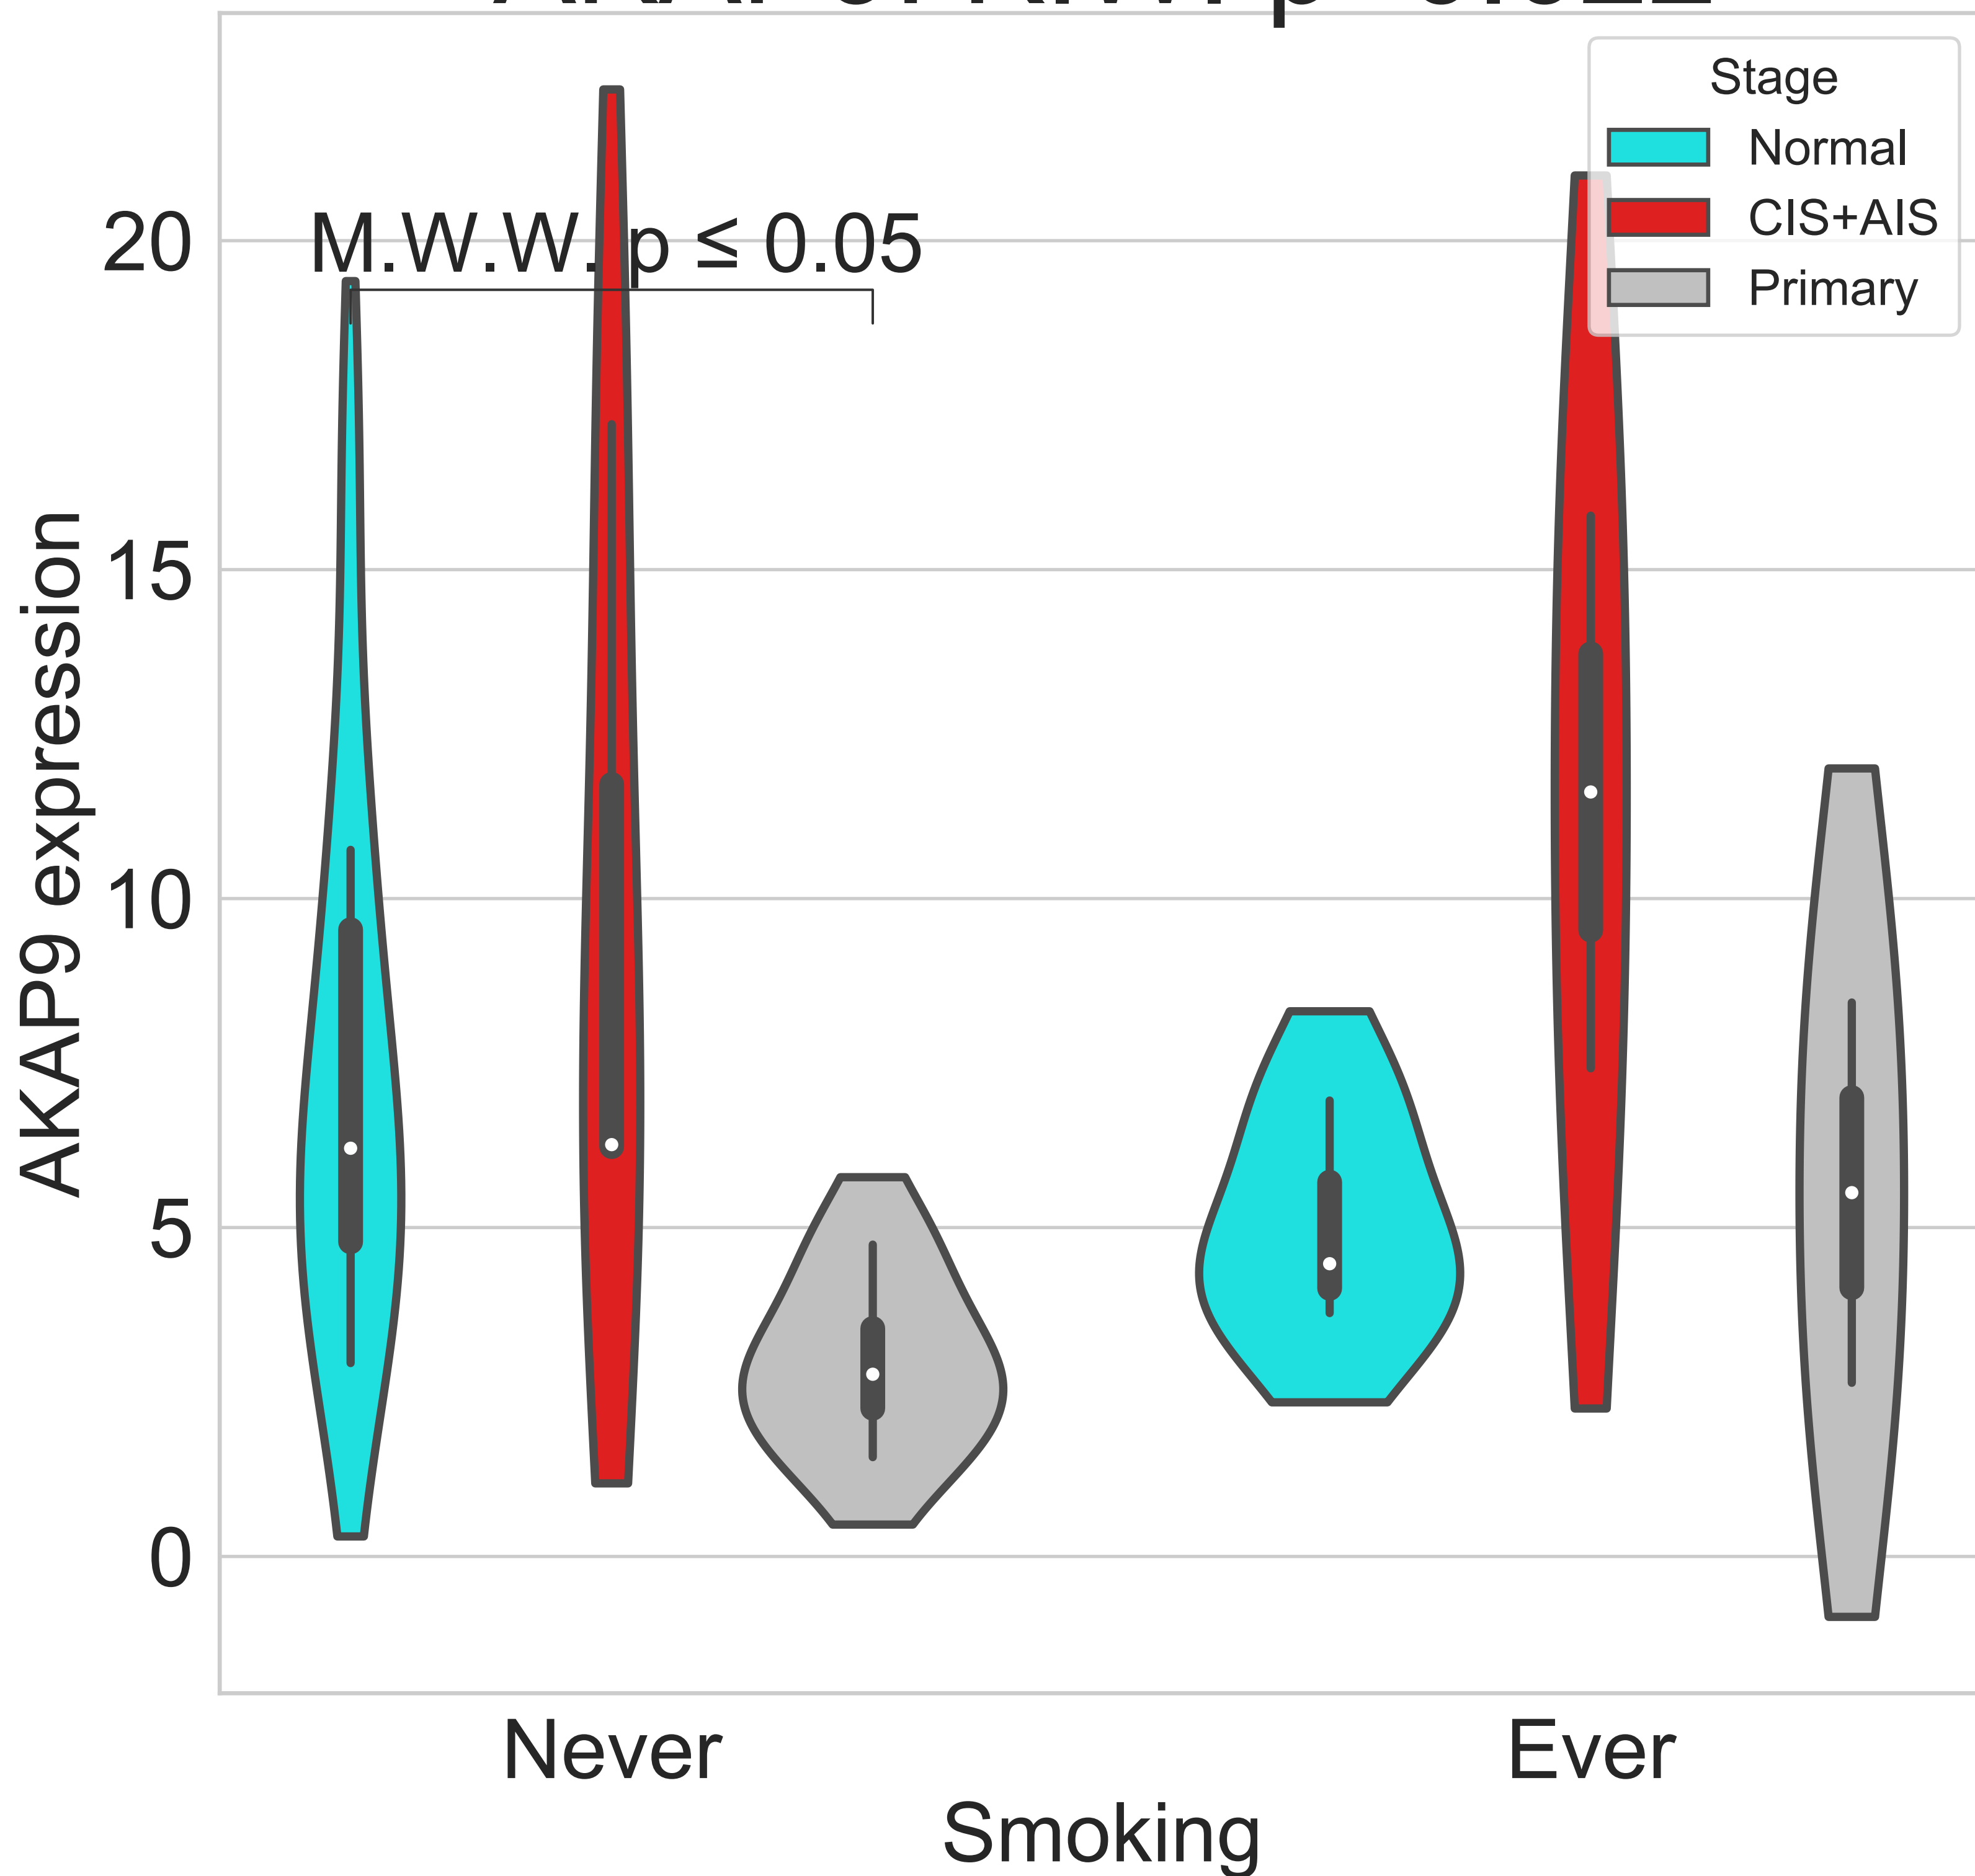 Stage
Normal
CIS+AIS
Primary
M.W.W. p ≤ 0.05
20
15
10
5
0
AKAP9 expression
Never
Ever
Smoking